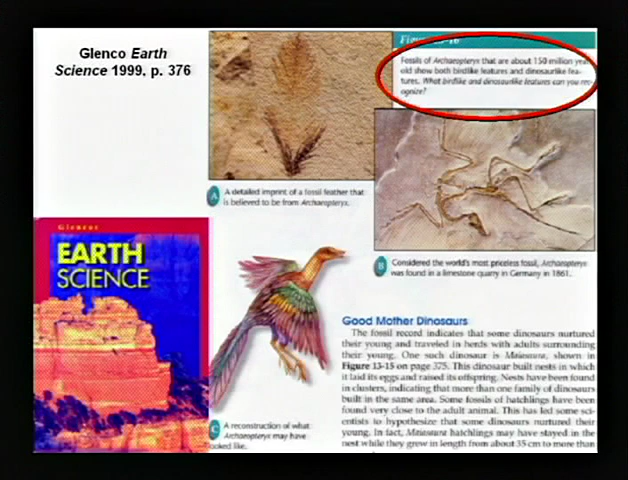 Glenco Earth
Science 1999, p. 376
Fossils of Archaeopteryx that are about 150 million
old show both birdlike features and dinosaurlike fea-
tures. What birdlike and dinosaurlike features can you
ognize?
A A detailed imprint of a fossil feather that
is believed to be from Archaeopteryx.
B Considered the world's most priceless fossil, Archaeopteryx
was found in a limestone quarry in Germany in 1861.
Glencoe
EARTH
SCIENCE
C A reconstruction of what
Archaeopteryx may have
looked like.
Good Mother Dinosaurs
The fossil record indicates that some dinosaurs nurtured
their young and traveled in herds with adults surrounding
their young. One such dinosaur is Maiasaura, shown in
Figure 13-15 on page 375. This dinosaur built nests in which
it laid its eggs and raised its offspring. Nests have been found
in clusters, indicating that more than one family of dinosaurs
built in the same area. Some fossils of hatchlings have been
found very close to the adult animal. This has led some sci-
entists to hypothesize that some dinosaurs nurtured their
young. In fact, Maiasaura hatchlings may have stayed in the
nest while they grew in length from about 35 cm to more than